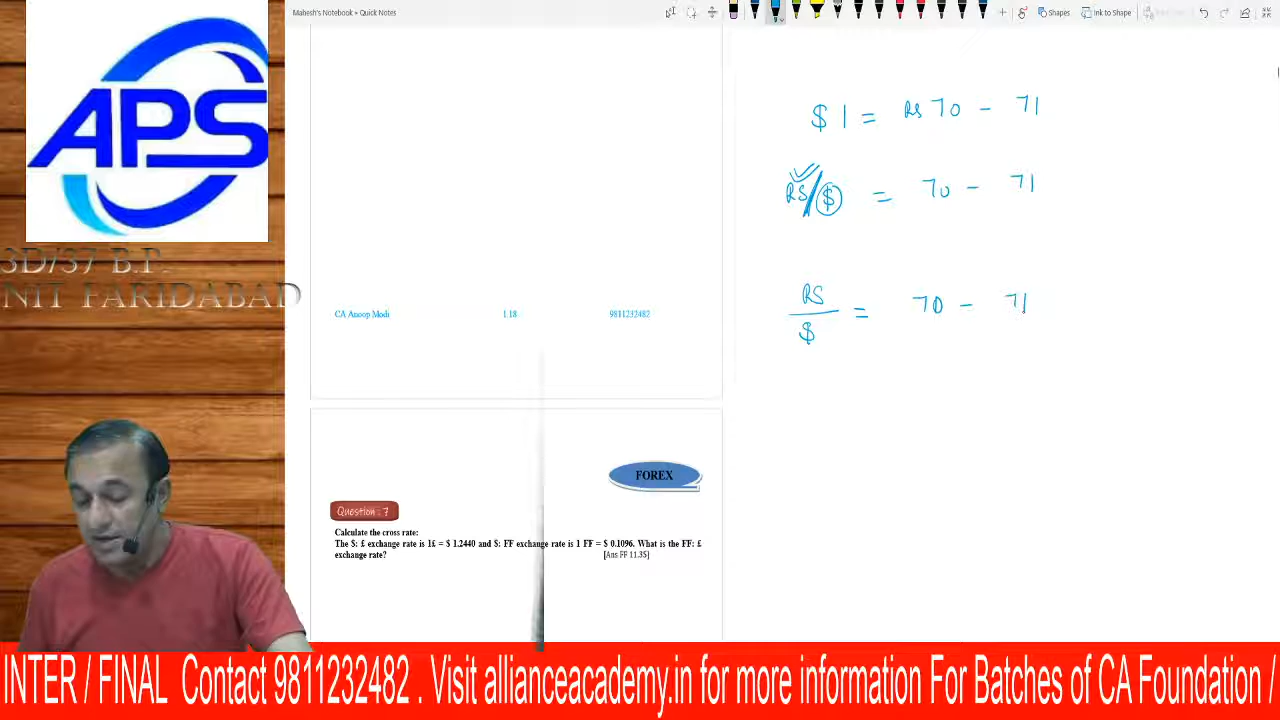 Mahesh's Notebook » Quick Notes
Shapes
Ink to Shape
APS
3D/37 B.P.
NIT FARIDABAD
$ 1 = RS 70 - 71
RS/$ = 70 - 71
RS
$
= 70 - 71
CA Anoop Modi 1.18 9811232482
FOREX
Question : 7
Calculate the cross rate:
The $: £ exchange rate is 1£ = $ 1.2440 and $: FF exchange rate is 1 FF = $ 0.1096. What is the FF: £
exchange rate? [Ans FF 11.35]
INTER / FINAL Contact 9811232482 . Visit allianceacademy.in for more information For Batches of CA Foundation /